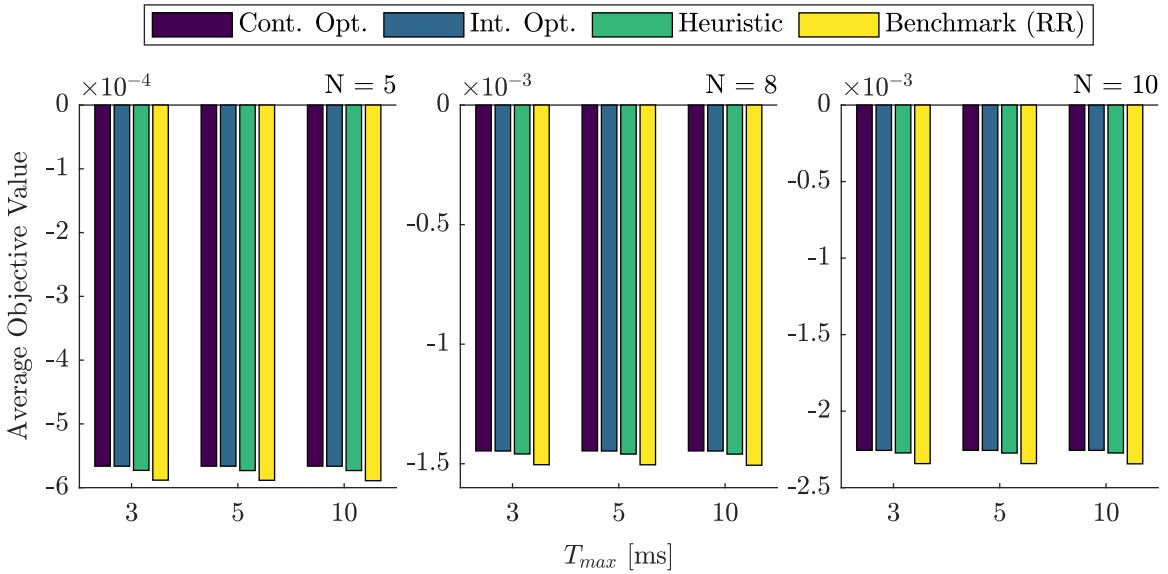 Cont. Opt. Int. Opt. Heuristic Benchmark (RR)
×10⁻⁴ N = 5
0
-1
-2
-3
-4
-5
-6
3 5 10
×10⁻³ N = 8
0
-0.5
-1
-1.5
3 5 10
×10⁻³ N = 10
0
-0.5
-1
-1.5
-2
-2.5
3 5 10
Average Objective Value
T_max [ms]